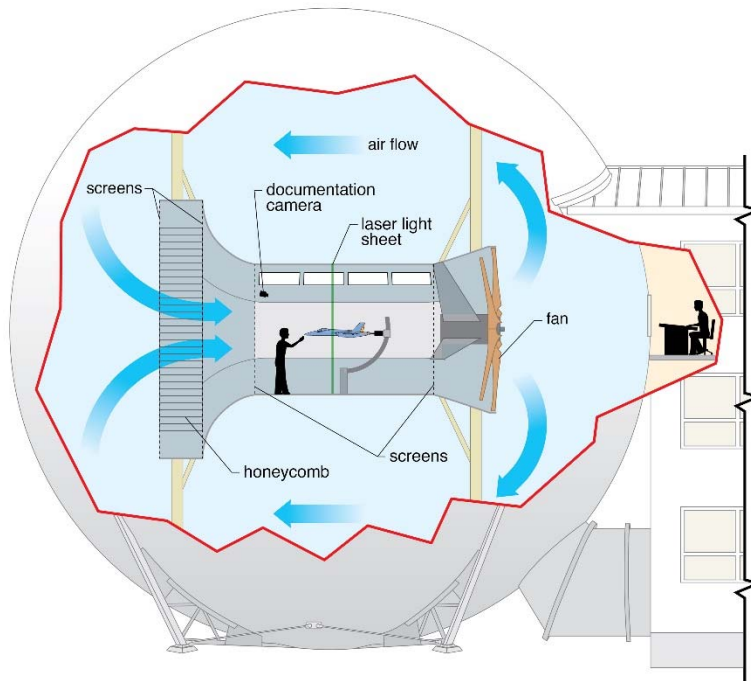 air flow
screens
documentation
camera
laser light
sheet
fan
honeycomb
screens